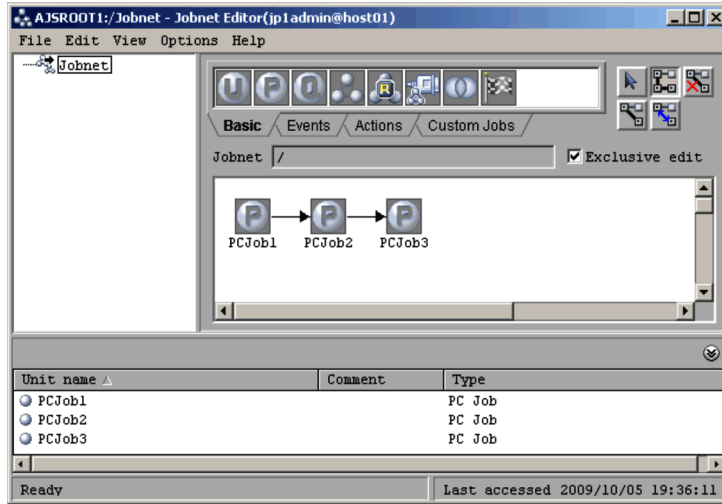 AJSROOT1:/Jobnet - Jobnet Editor(jp1admin@host01)
File Edit View Options Help
Jobnet
U P Q R
Basic Events Actions Custom Jobs
Jobnet / Exclusive edit
P P P
PCJob1 PCJob2 PCJob3
Unit name Comment Type
PCJob1 PC Job
PCJob2 PC Job
PCJob3 PC Job
Ready Last accessed 2009/10/05 19:36:11